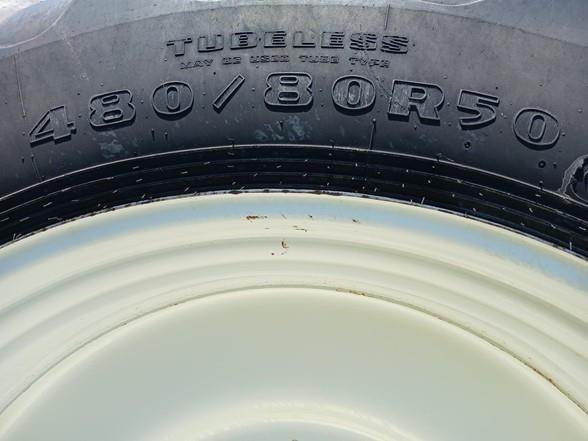 TUBELESS
MAY BE USED TUBE TYPE
480/80R50